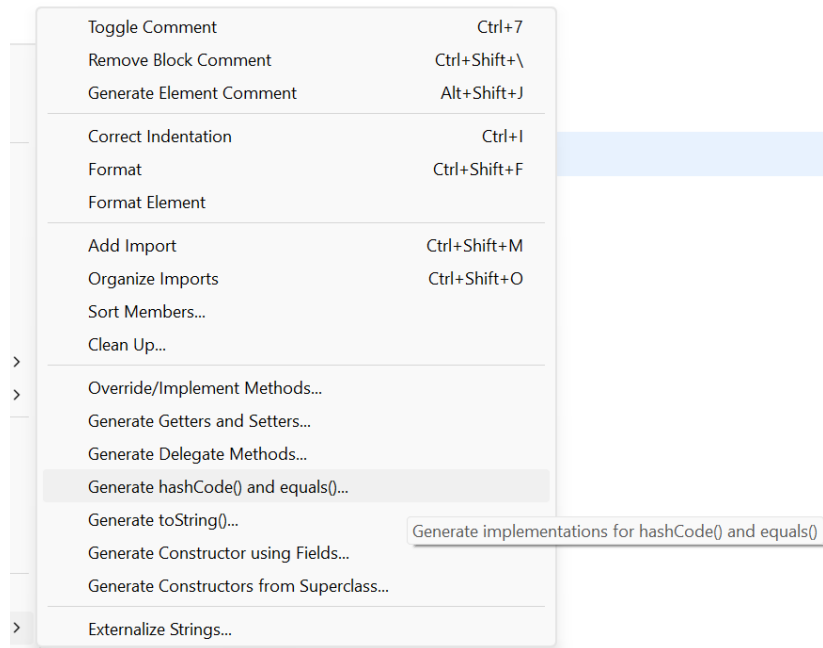 Toggle Comment Ctrl+7
Remove Block Comment Ctrl+Shift+\
Generate Element Comment Alt+Shift+J
Correct Indentation Ctrl+I
Format Ctrl+Shift+F
Format Element
Add Import Ctrl+Shift+M
Organize Imports Ctrl+Shift+O
Sort Members...
Clean Up...
Override/Implement Methods...
Generate Getters and Setters...
Generate Delegate Methods...
Generate hashCode() and equals()...
Generate toString()...
Generate implementations for hashCode() and equals()
Generate Constructor using Fields...
Generate Constructors from Superclass...
Externalize Strings...